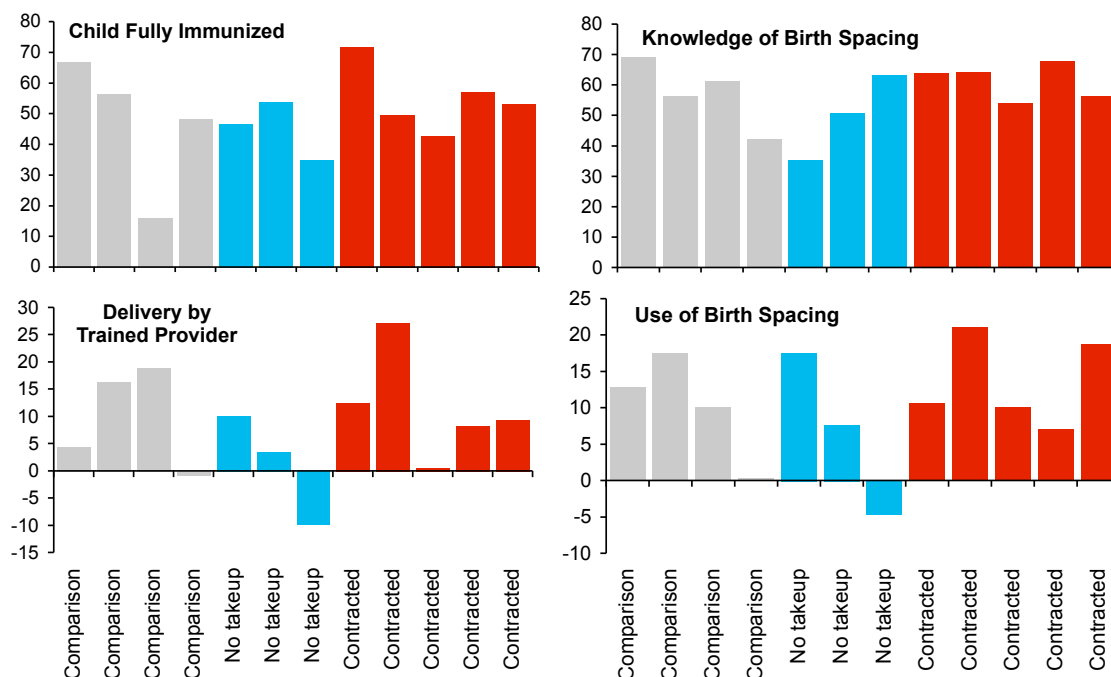 Child Fully Immunized
80
70
60
50
40
30
20
10
0
Knowledge of Birth Spacing
80
70
60
50
40
30
20
10
0
Delivery by
Trained Provider
30
25
20
15
10
5
0
-5
-10
-15
Comparison
Comparison
Comparison
Comparison
No takeup
No takeup
No takeup
Contracted
Contracted
Contracted
Contracted
Contracted
Use of Birth Spacing
25
20
15
10
5
0
-5
-10
Comparison
Comparison
Comparison
Comparison
No takeup
No takeup
No takeup
Contracted
Contracted
Contracted
Contracted
Contracted